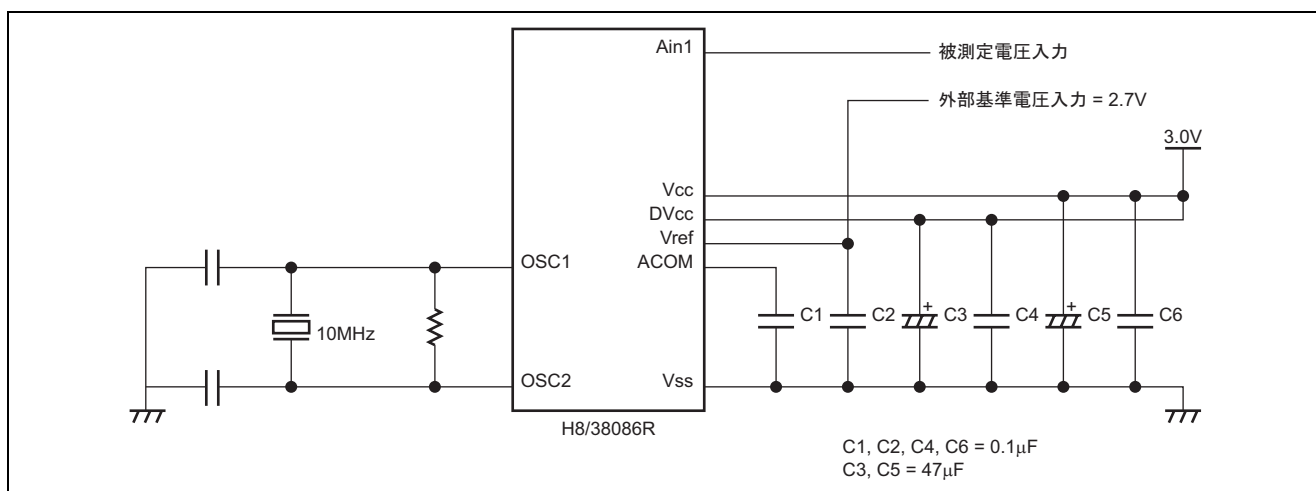 Ain1
被測定電圧入力
外部基準電圧入力 = 2.7V
3.0V
Vcc
DVcc
Vref
ACOM
OSC1
10MHz
OSC2
Vss
+
C1
C2
C3
C4
+
C5
C6
H8/38086R
C1, C2, C4, C6 = 0.1μF
C3, C5 = 47μF